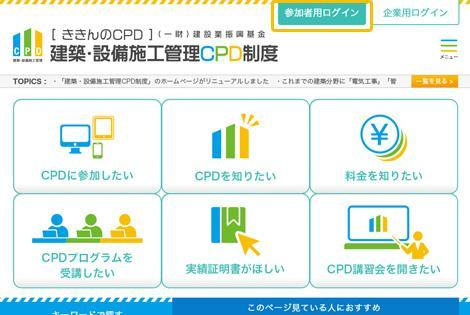 参加者用ログイン
企業用ログイン
[ ききんのCPD ] (一財)建設業振興基金
CPD
建築・設備施工管理CPD制度
メニュー
TOPICS： ・「建築・設備施工管理CPD制度」のホームページがリニューアルしました ・これまでの建築分野に「電気工事」「管
一覧を見る
CPDに参加したい
CPDを知りたい
料金を知りたい
CPDプログラムを
受講したい
実績証明書がほしい
CPD講習会を開きたい
キーワードで探す
このページ見ている人におすすめ